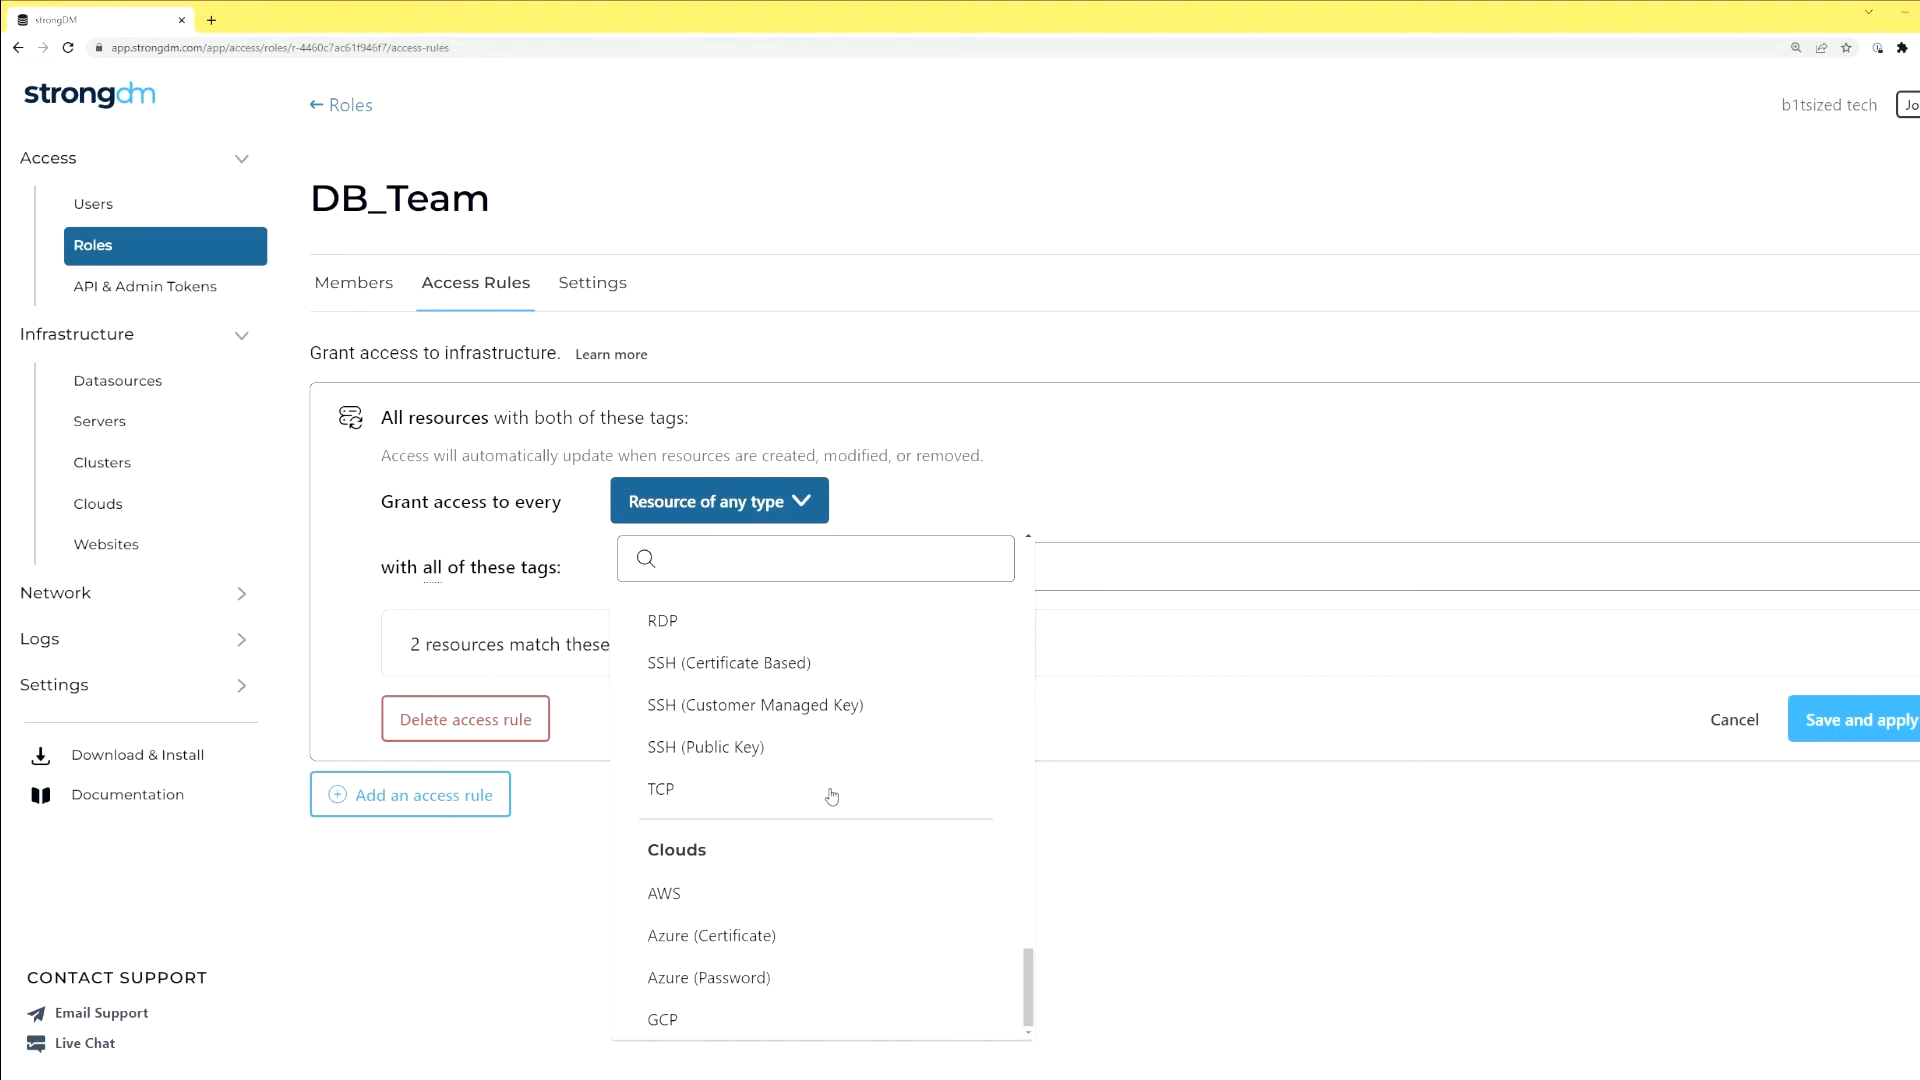 strongDM
app.strongdm.com/app/access/roles/r-4460c7ac61f946f7/access-rules
strongdm
← Roles
b1tsized tech
Jo
Access
Users
Roles
API & Admin Tokens
Infrastructure
Datasources
Servers
Clusters
Clouds
Websites
Network
Logs
Settings
Download & Install
Documentation
CONTACT SUPPORT
Email Support
Live Chat
DB_Team
Members
Access Rules
Settings
Grant access to infrastructure. Learn more
All resources with both of these tags:
Access will automatically update when resources are created, modified, or removed.
Grant access to every
Resource of any type
with all of these tags:
2 resources match these
RDP
SSH (Certificate Based)
SSH (Customer Managed Key)
SSH (Public Key)
TCP
Clouds
AWS
Azure (Certificate)
Azure (Password)
GCP
Delete access rule
Cancel
Save and apply
Add an access rule